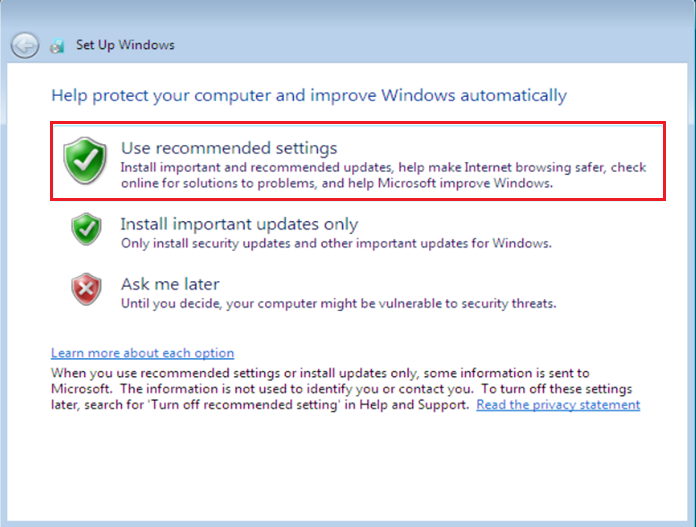 Set Up Windows
Help protect your computer and improve Windows automatically
Use recommended settings
Install important and recommended updates, help make Internet browsing safer, check
online for solutions to problems, and help Microsoft improve Windows.
Install important updates only
Only install security updates and other important updates for Windows.
Ask me later
Until you decide, your computer might be vulnerable to security threats.
Learn more about each option
When you use recommended settings or install updates only, some information is sent to
Microsoft. The information is not used to identify you or contact you. To turn off these settings
later, search for 'Turn off recommended setting' in Help and Support. Read the privacy statement